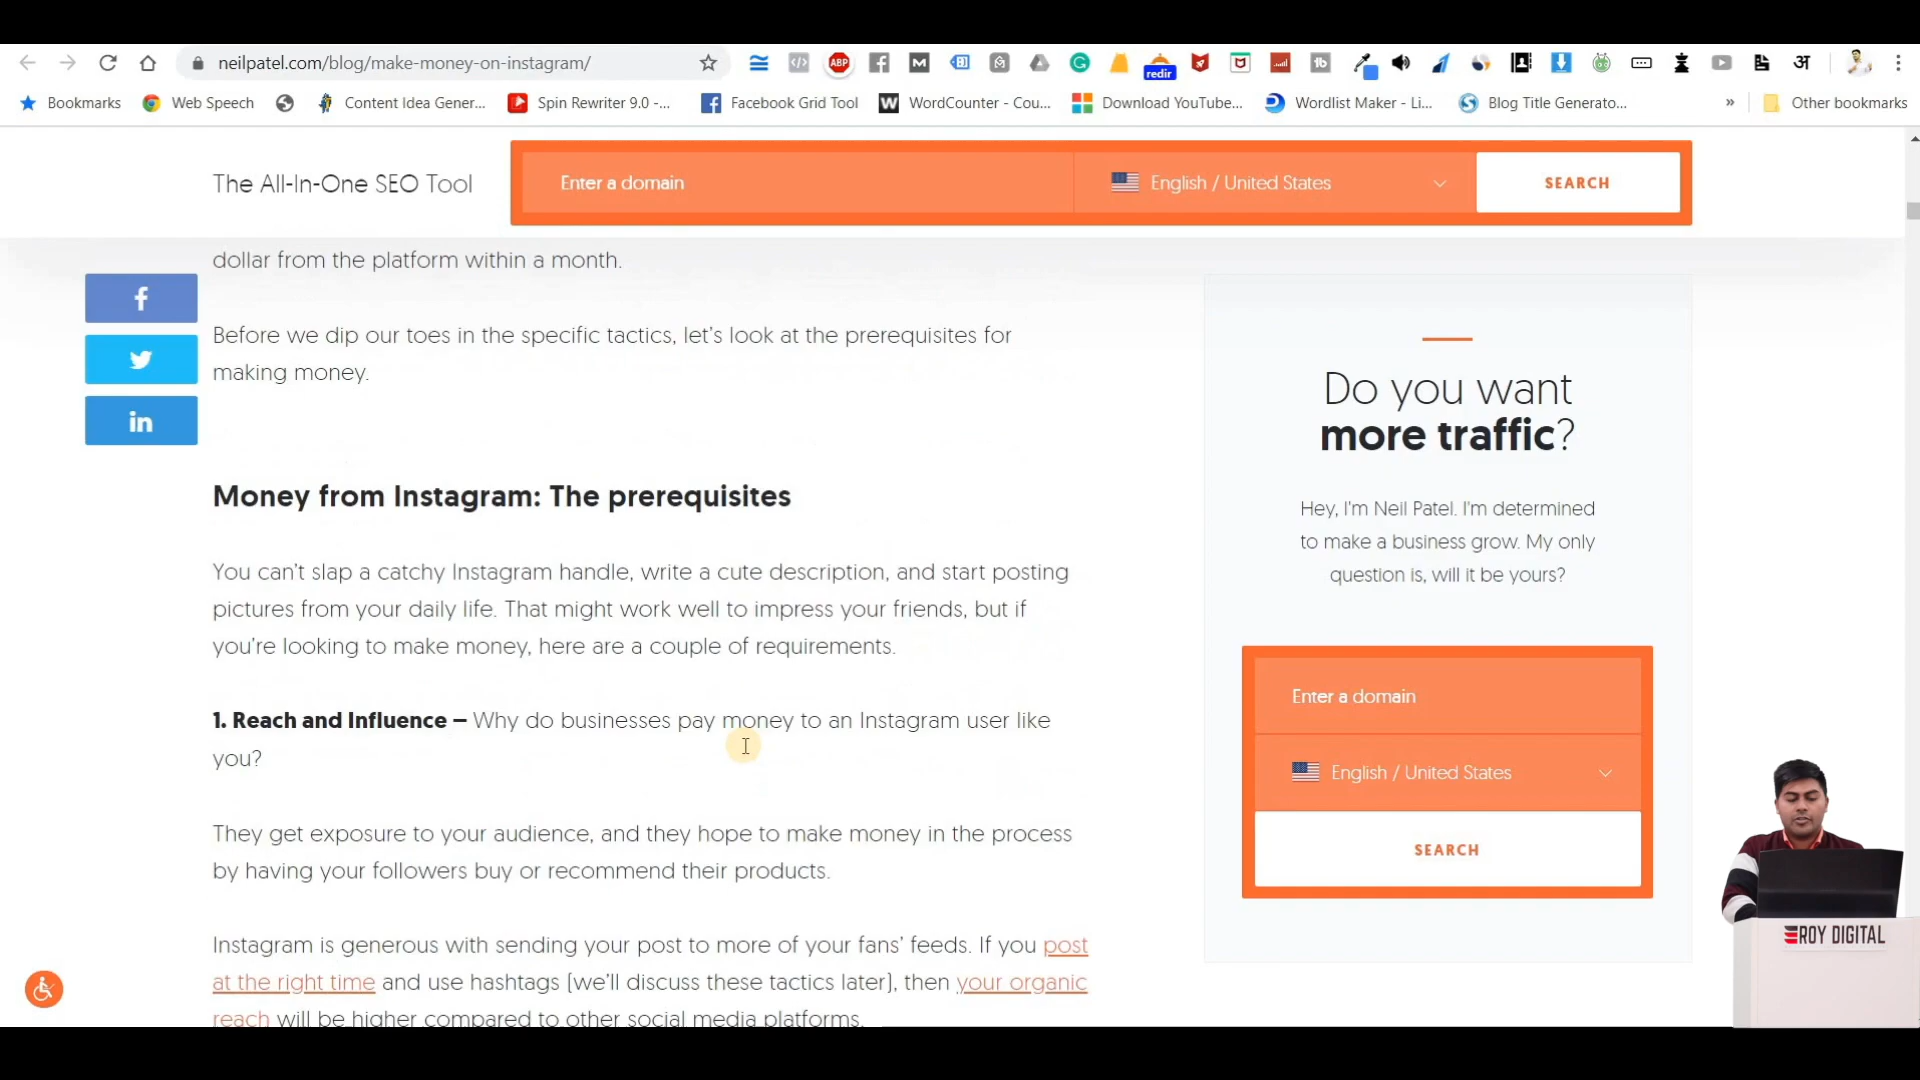 neilpatel.com/blog/make-money-on-instagram/
ABP
redir
अ
Bookmarks
Web Speech
Content Idea Gener...
Spin Rewriter 9.0 -...
Facebook Grid Tool
WordCounter - Cou...
Download YouTube...
Wordlist Maker - Li...
Blog Title Generato...
»
Other bookmarks
The All-In-One SEO Tool
Enter a domain
English / United States
SEARCH
dollar from the platform within a month.
Before we dip our toes in the specific tactics, let's look at the prerequisites for
making money.
Money from Instagram: The prerequisites
You can't slap a catchy Instagram handle, write a cute description, and start posting
pictures from your daily life. That might work well to impress your friends, but if
you're looking to make money, here are a couple of requirements.
1. Reach and Influence – Why do businesses pay money to an Instagram user like
you?
They get exposure to your audience, and they hope to make money in the process
by having your followers buy or recommend their products.
Instagram is generous with sending your post to more of your fans' feeds. If you post
at the right time and use hashtags (we'll discuss these tactics later), then your organic
reach will be higher compared to other social media platforms.
Do you want
more traffic?
Hey, I'm Neil Patel. I'm determined
to make a business grow. My only
question is, will it be yours?
Enter a domain
English / United States
SEARCH
ROY DIGITAL